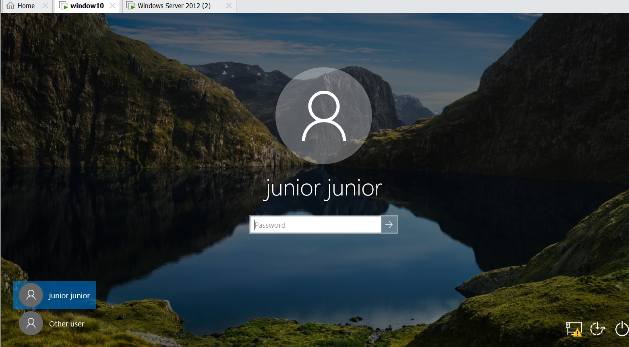 Home
window10
Windows Server 2012 (2)
junior junior
Password
junior junior
Other user